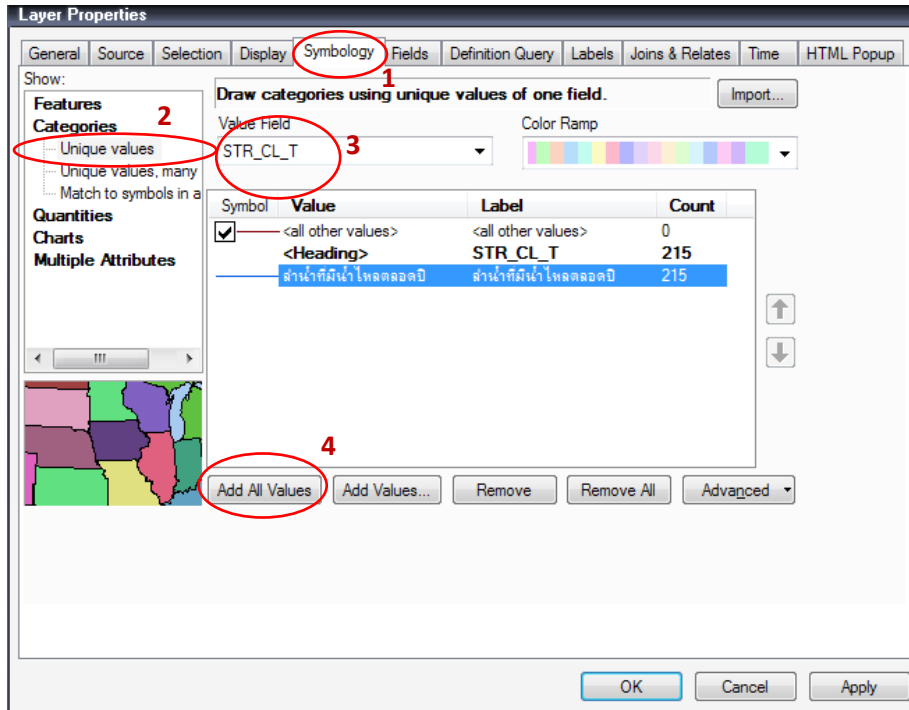 Layer Properties
General Source Selection Display Symbology Fields Definition Query Labels Joins & Relates Time HTML Popup
1
Show:
Features
Categories
2
Unique values
Unique values, many
Match to symbols in a
Quantities
Charts
Multiple Attributes
Draw categories using unique values of one field.
Import...
Value Field Color Ramp
STR_CL_T
3
Symbol Value Label Count
<all other values> <all other values> 0
<Heading> STR_CL_T 215
ลำน้ำที่มีน้ำไหลตลอดปี ลำน้ำที่มีน้ำไหลตลอดปี 215
4
Add All Values Add Values... Remove Remove All Advanced
OK Cancel Apply